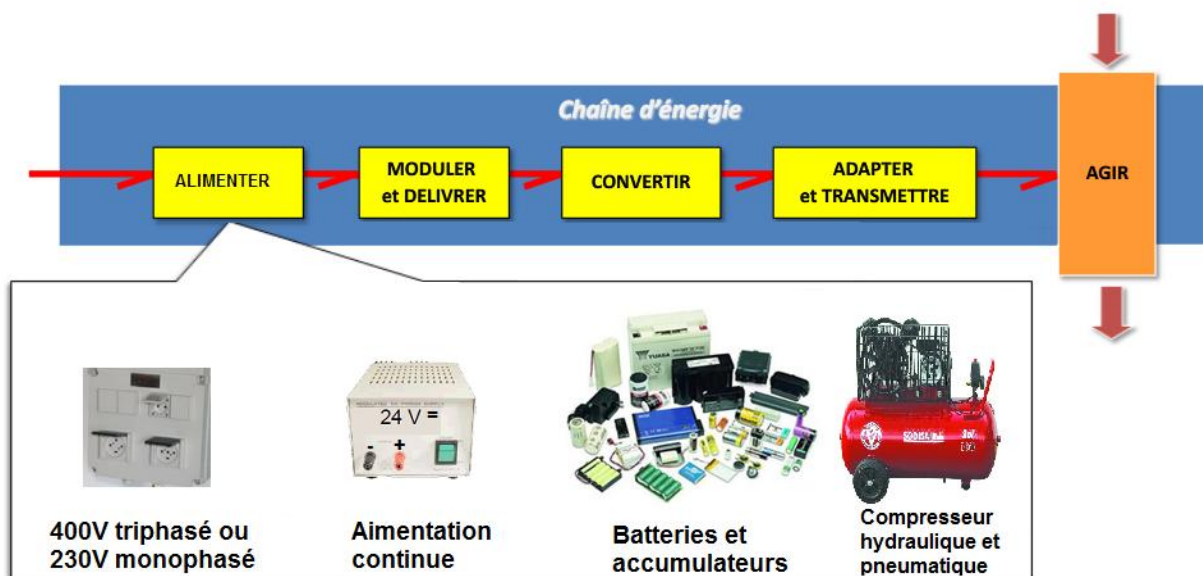 Chaîne d'énergie
ALIMENTER
MODULER
et DELIVRER
CONVERTIR
ADAPTER
et TRANSMETTRE
AGIR
24 V =
- +
YUASA
400V triphasé ou
230V monophasé
Aimentation
continue
Batteries et
accumulateurs
Compresseur
hydraulique et
pneumatique